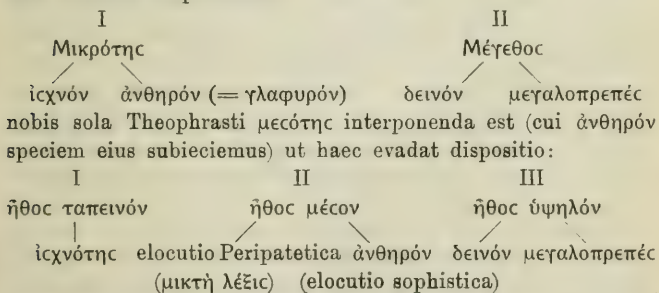 I II
Μικρότης Μέγεθος
ἰσχνόν ἀνθηρόν (= γλαφυρόν) δεινόν μεγαλοπρεπές
nobis sola Theophrasti μεσότης interponenda est (cui ἀνθηρόν
speciem eius subieciemus) ut haec evadat dispositio:
I II III
ἦθος ταπεινόν ἦθος μέσον ἦθος ὑψηλόν
ἰσχνότης elocutio Peripatetica ἀνθηρόν δεινόν μεγαλοπρεπές
(μικτὴ λέξις) (elocutio sophistica)